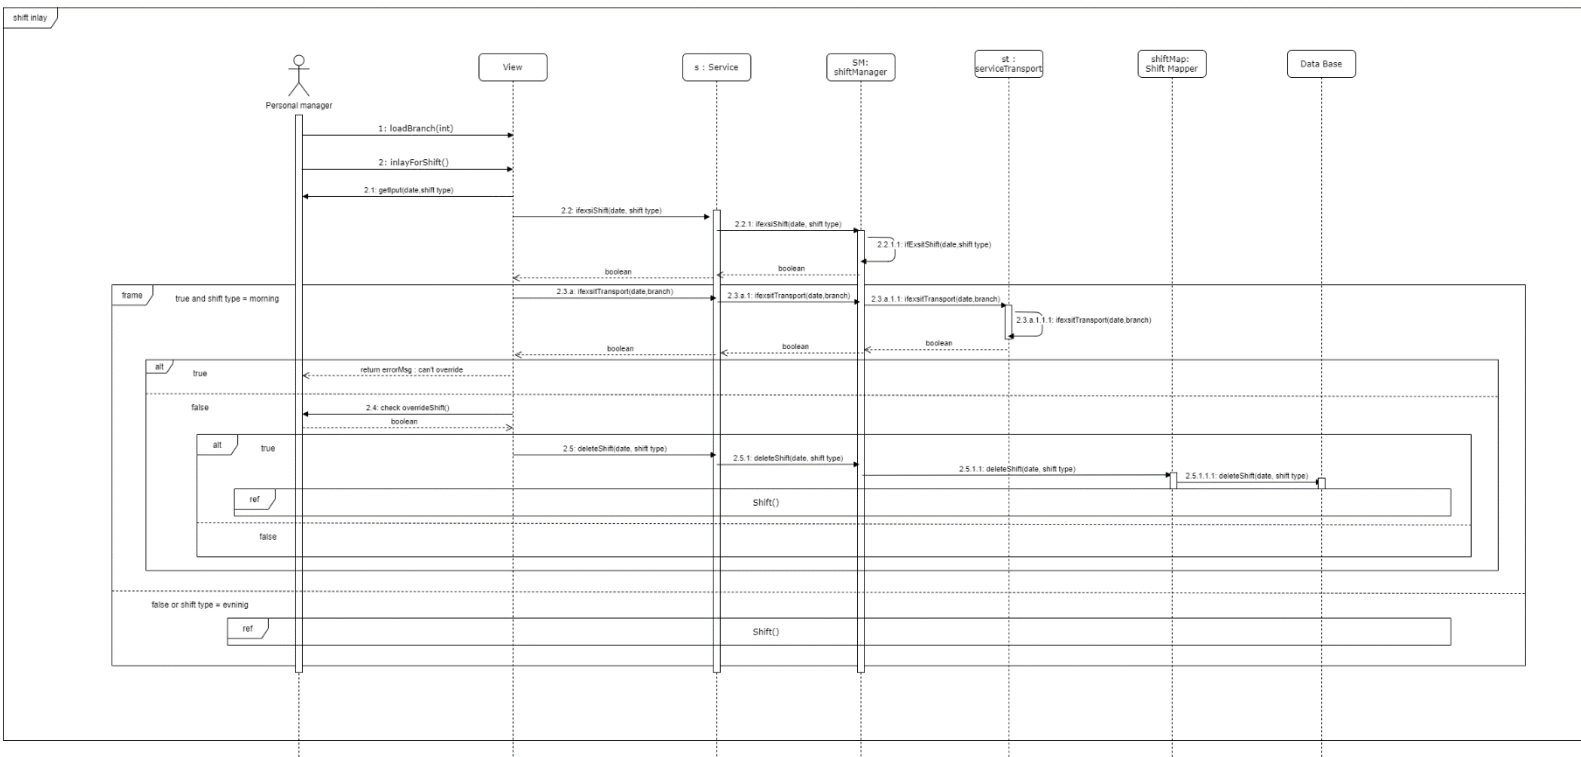 shift inlay
Personal manager
View
s : Service
SM:
shiftManager
st :
serviceTransport
shiftMap:
Shift Mapper
Data Base
1: loadBranch(int)
2: inlayForShift()
2.1: getIput(date,shift type)
2.2: ifexsiShift(date, shift type)
2.2.1: ifexsiShift(date, shift type)
2.2.1.1: ifExsitShift(date,shift type)
boolean
boolean
frame
true and shift type = morning
2.3.a: ifexsitTransport(date,branch)
2.3.a.1: ifexsitTransport(date,branch)
2.3.a.1.1: ifexsitTransport(date,branch)
2.3.a.1.1.1: ifexsitTransport(date,branch)
boolean
boolean
boolean
alt
true
return errorMsg : can't override
false
2.4: check overrideShift()
boolean
alt
true
2.5: deleteShift(date, shift type)
2.5.1: deleteShift(date, shift type)
2.5.1.1: deleteShift(date, shift type)
2.5.1.1.1: deleteShift(date, shift type)
ref
Shift()
false
false or shift type = evninig
ref
Shift()